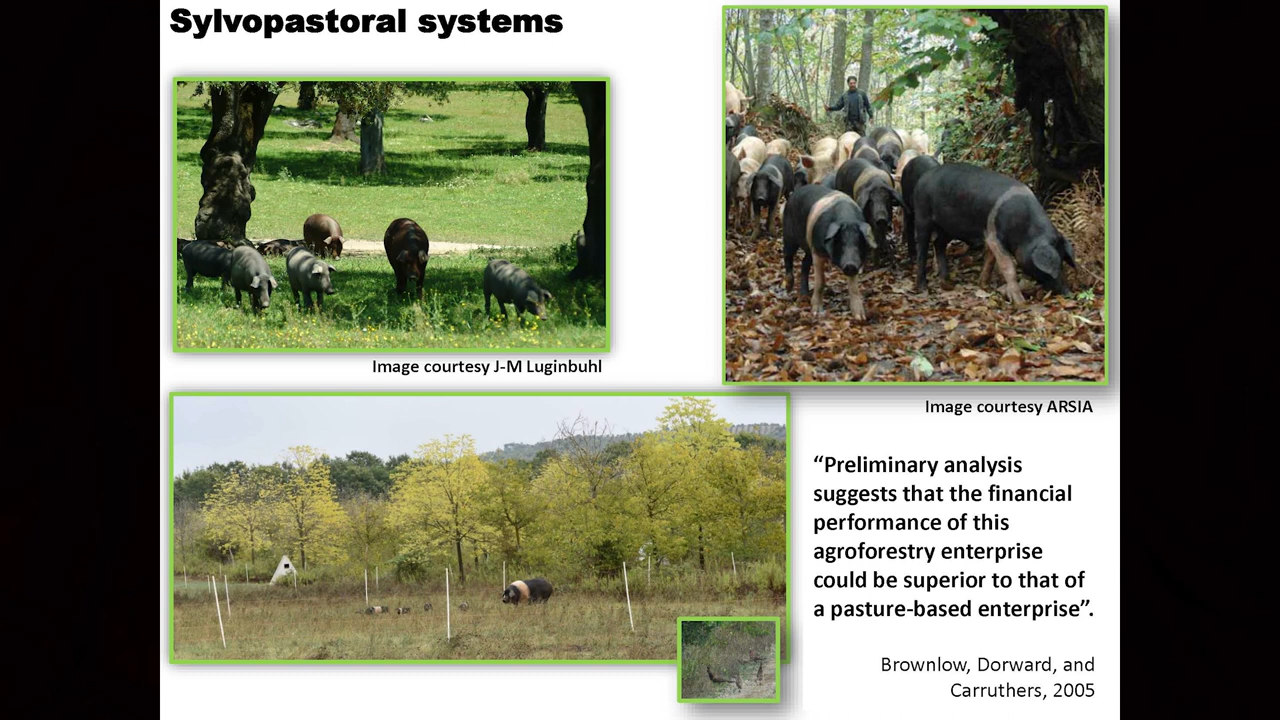 Sylvopastoral systems
Image courtesy J-M Luginbuhl
Image courtesy ARSIA
“Preliminary analysis
suggests that the financial
performance of this
agroforestry enterprise
could be superior to that of
a pasture-based enterprise”.
Brownlow, Dorward, and
Carruthers, 2005